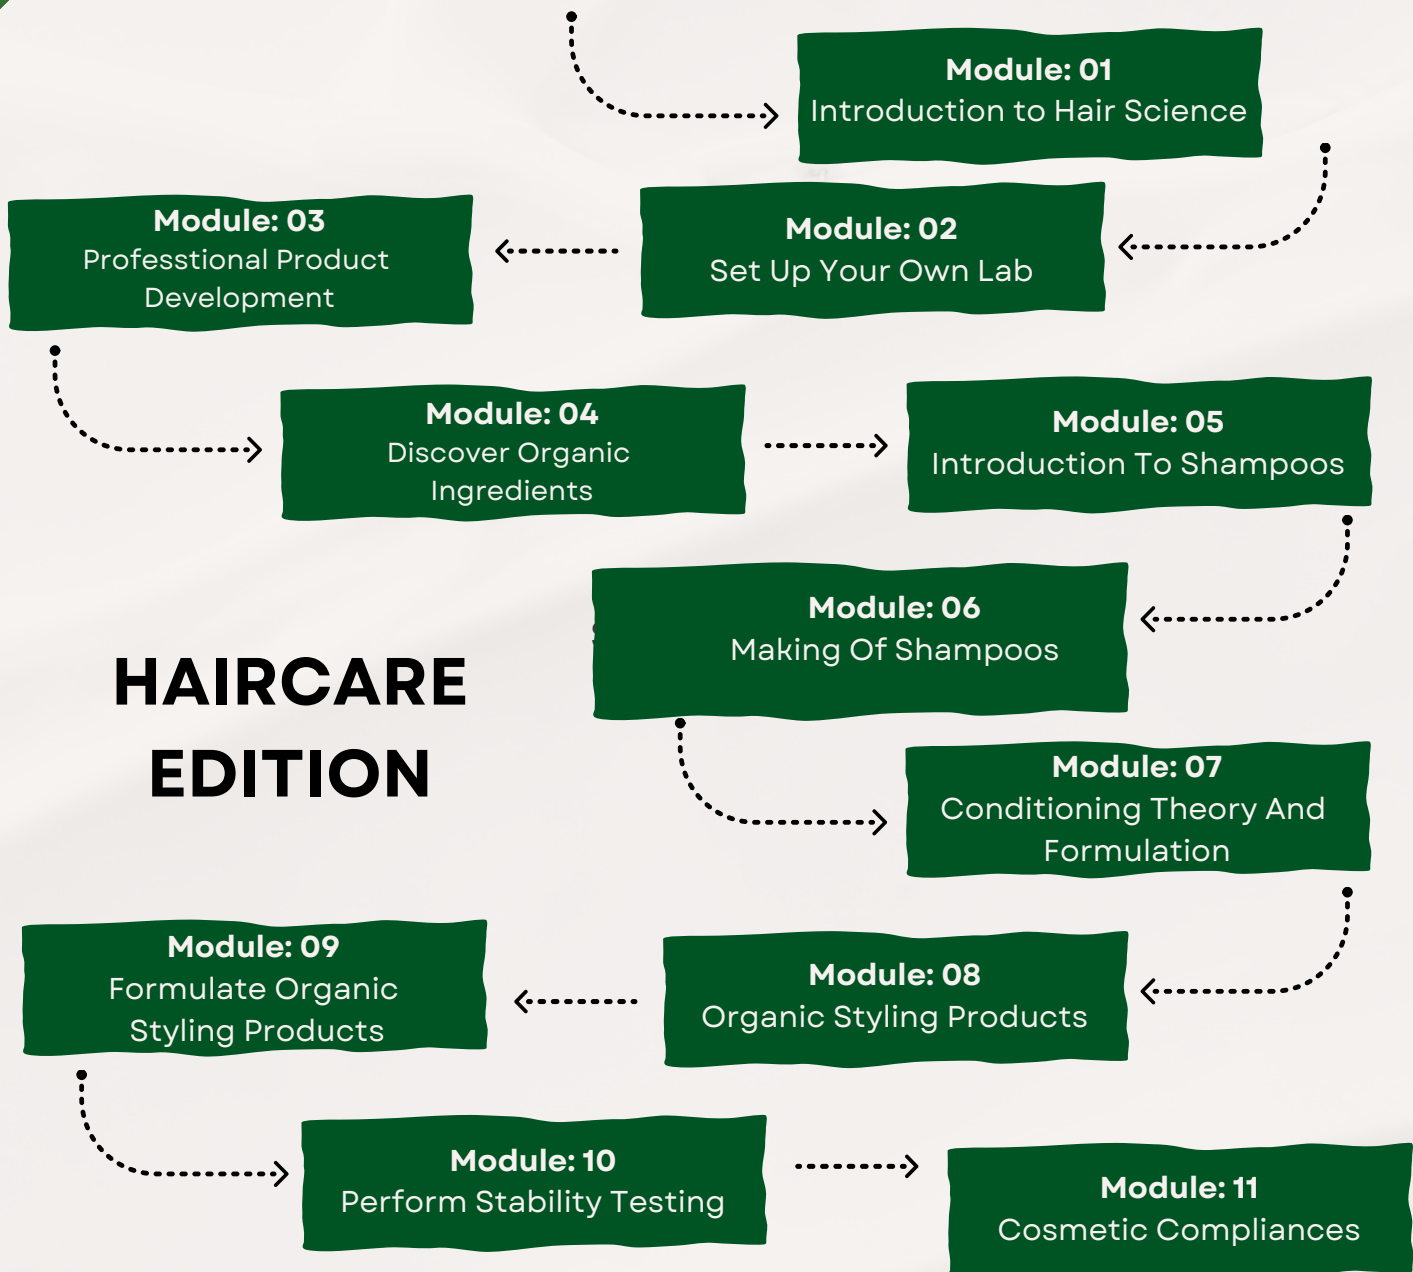 Module: 01
Introduction to Hair Science
Module: 02
Set Up Your Own Lab
Module: 03
Professtional Product
Development
Module: 04
Discover Organic
Ingredients
Module: 05
Introduction To Shampoos
Module: 06
Making Of Shampoos
HAIRCARE
EDITION
Module: 07
Conditioning Theory And
Formulation
Module: 08
Organic Styling Products
Module: 09
Formulate Organic
Styling Products
Module: 10
Perform Stability Testing
Module: 11
Cosmetic Compliances